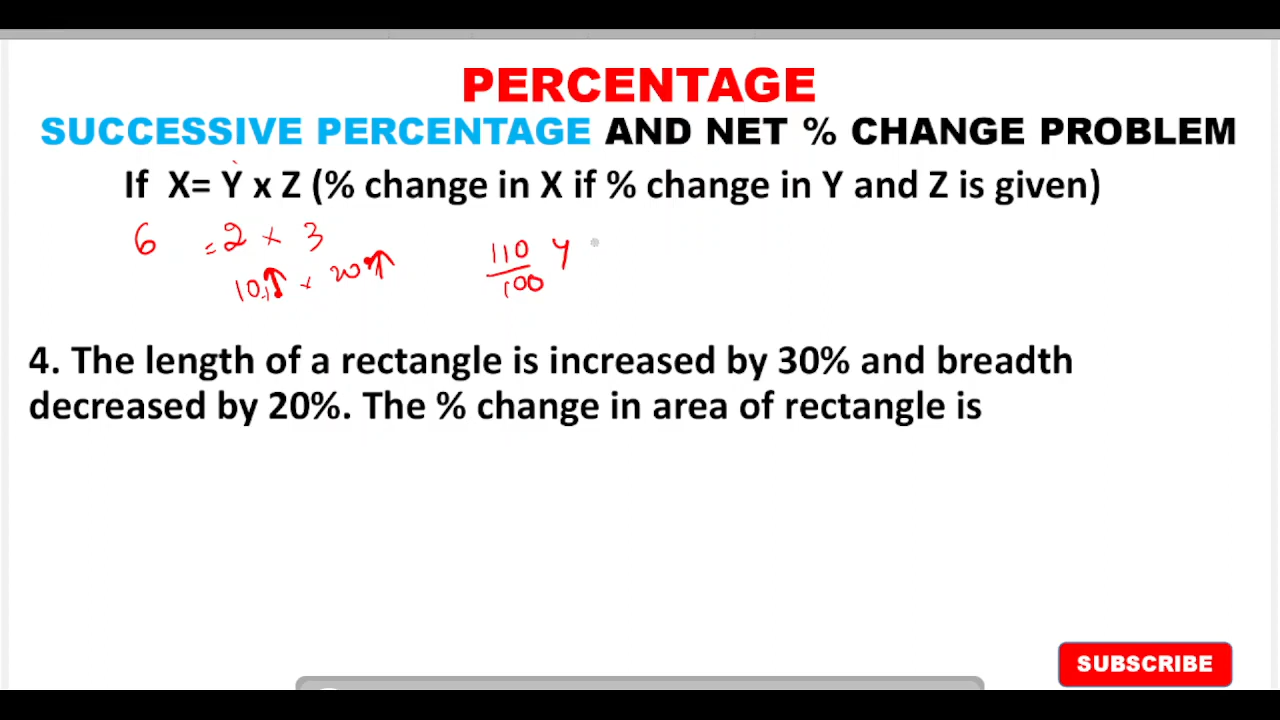 PERCENTAGE
SUCCESSIVE PERCENTAGE AND NET % CHANGE PROBLEM
If X= Y x Z (% change in X if % change in Y and Z is given)
6 = 2 x 3
110 Y
100
10%↑ x 20%↑
4. The length of a rectangle is increased by 30% and breadth
decreased by 20%. The % change in area of rectangle is
SUBSCRIBE